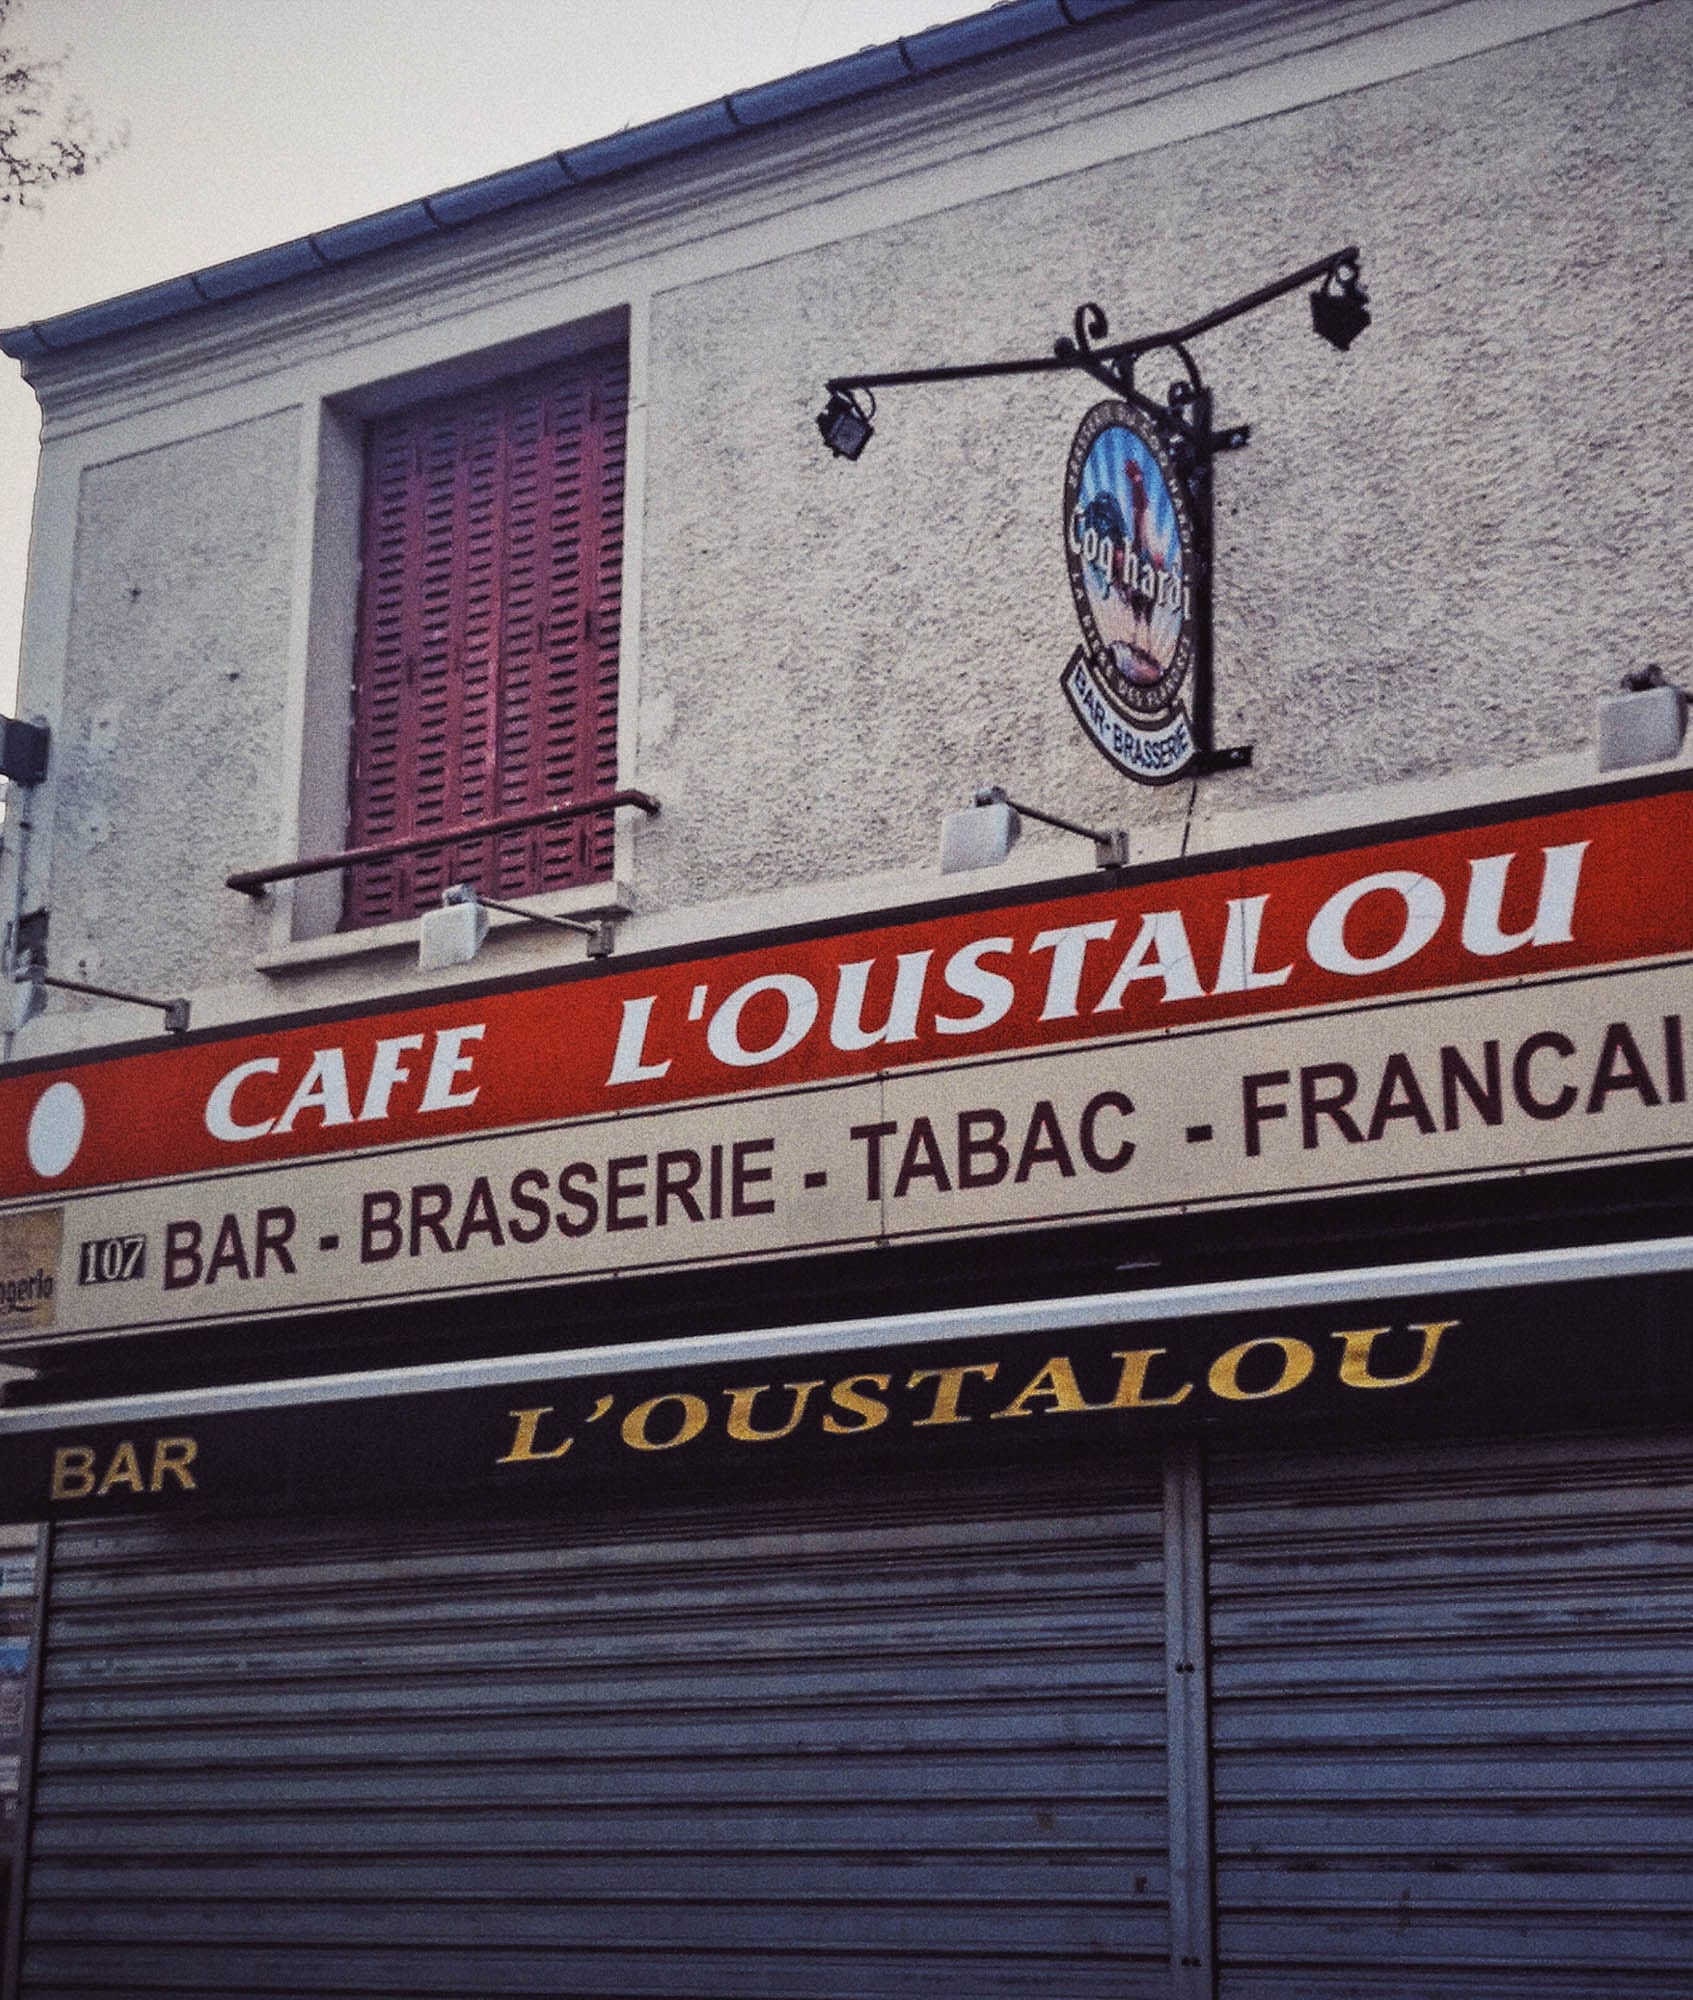 Coq hardi
BAR-BRASSERIE
CAFE L'OUSTALOU
107 BAR - BRASSERIE - TABAC - FRANCAI
BAR L'OUSTALOU